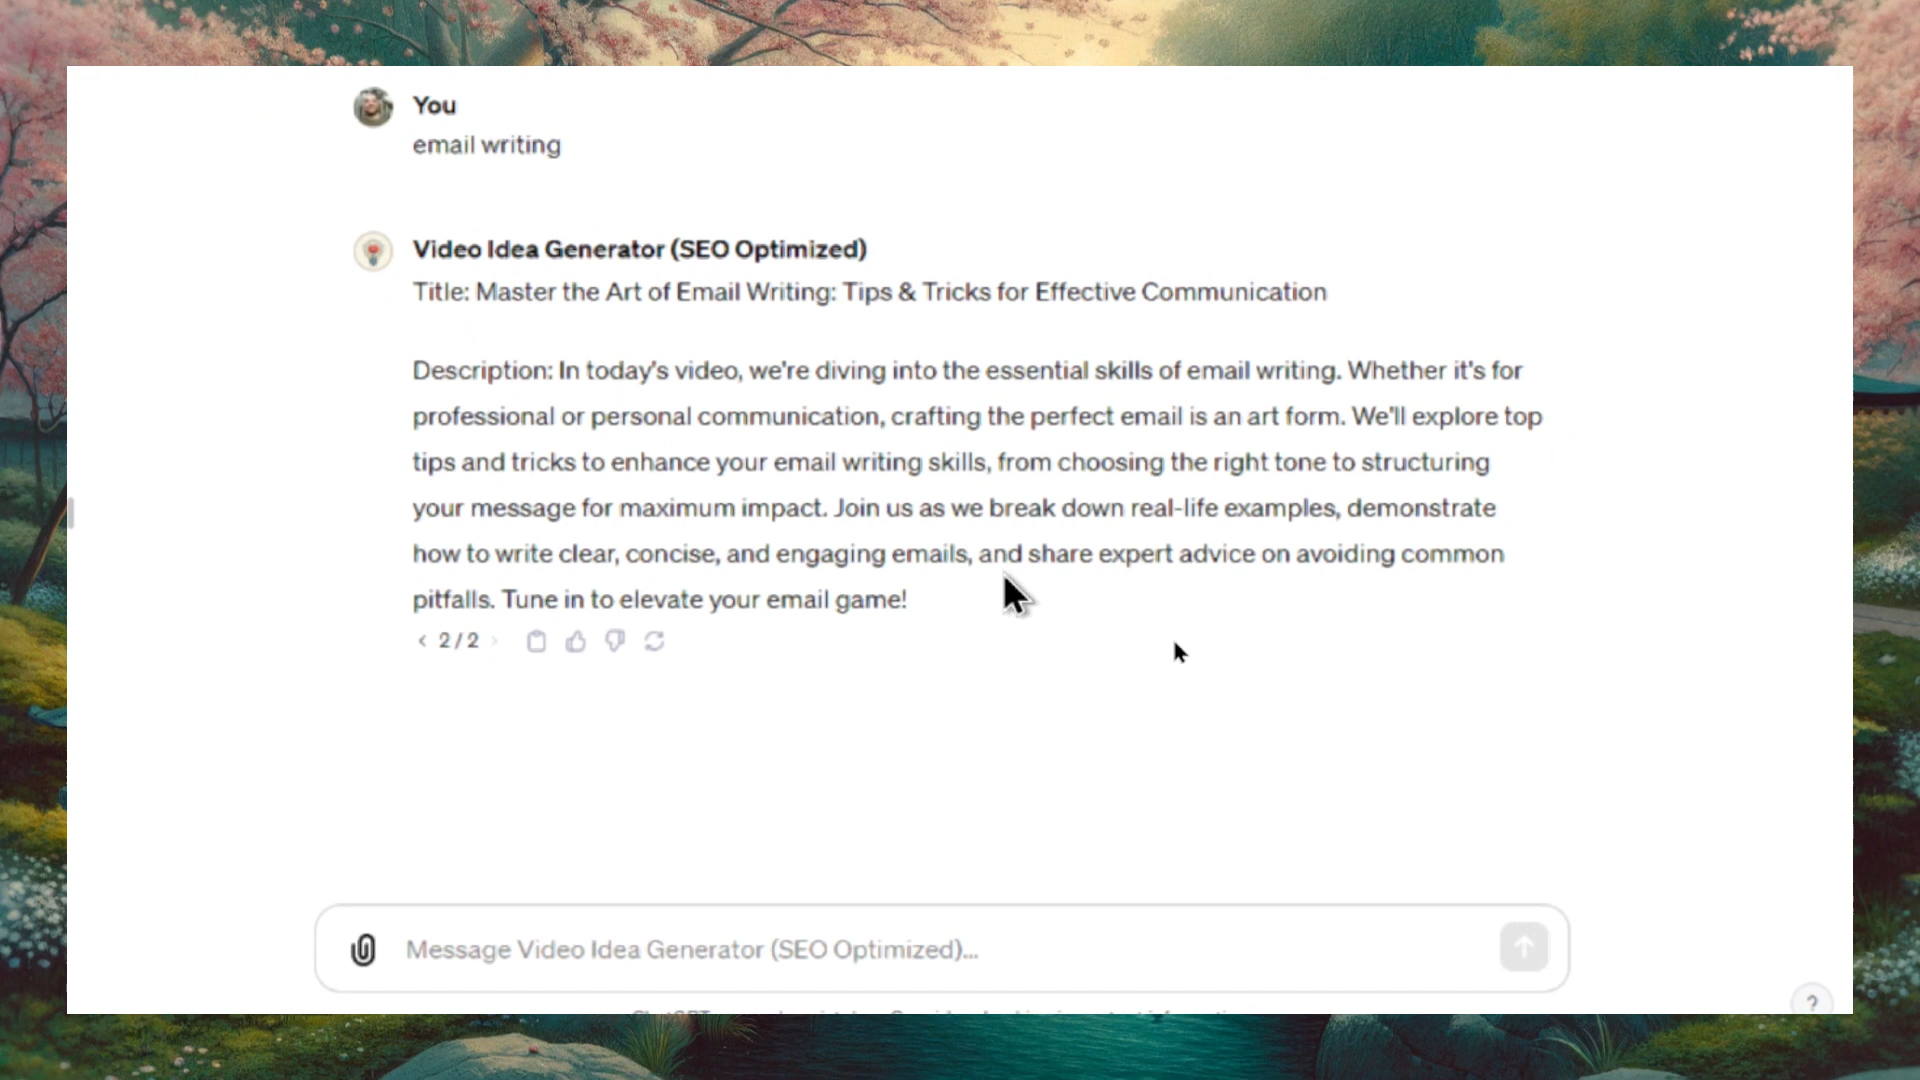 You
email writing
Video Idea Generator (SEO Optimized)
Title: Master the Art of Email Writing: Tips & Tricks for Effective Communication
Description: In today's video, we're diving into the essential skills of email writing. Whether it's for
professional or personal communication, crafting the perfect email is an art form. We'll explore top
tips and tricks to enhance your email writing skills, from choosing the right tone to structuring
your message for maximum impact. Join us as we break down real-life examples, demonstrate
how to write clear, concise, and engaging emails, and share expert advice on avoiding common
pitfalls. Tune in to elevate your email game!
< 2 / 2 >
Message Video Idea Generator (SEO Optimized)...
?